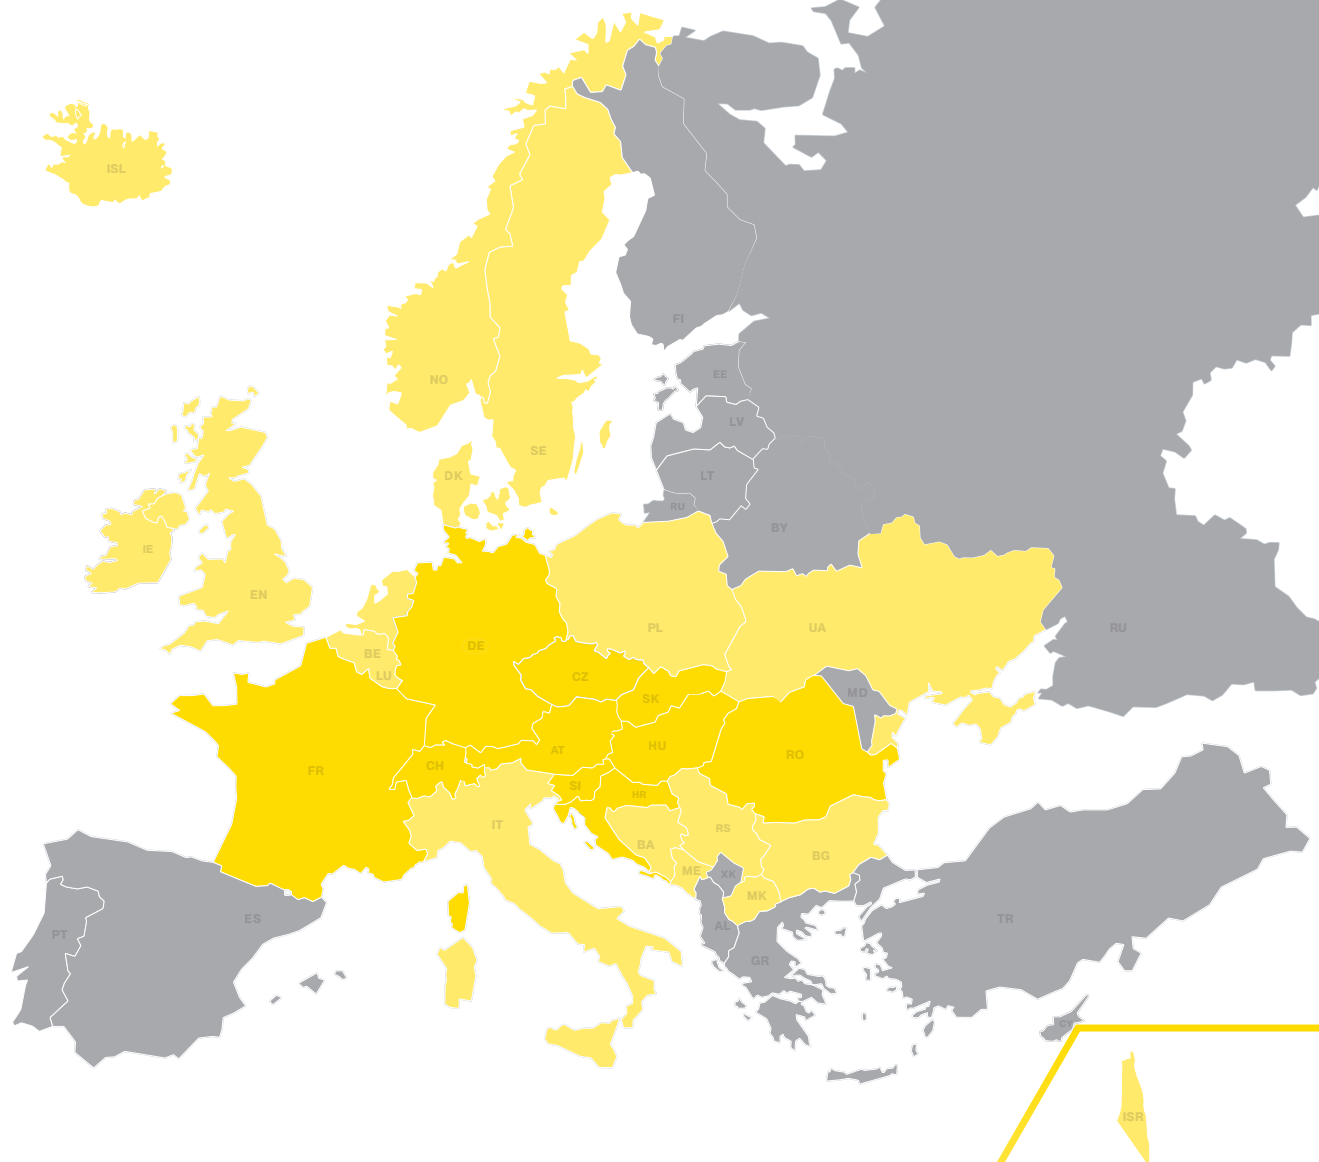 ISL
FI
EE
NO
LV
SE
DK
LT
RU
BY
IE
EN
PL
UA
RU
DE
BE
LU
CZ
MD
SK
AT
HU
RO
CH
FR
SI
HR
IT
RS
BA
BG
ME
XK
MK
ES
TR
AL
PT
GR
CY
ISR